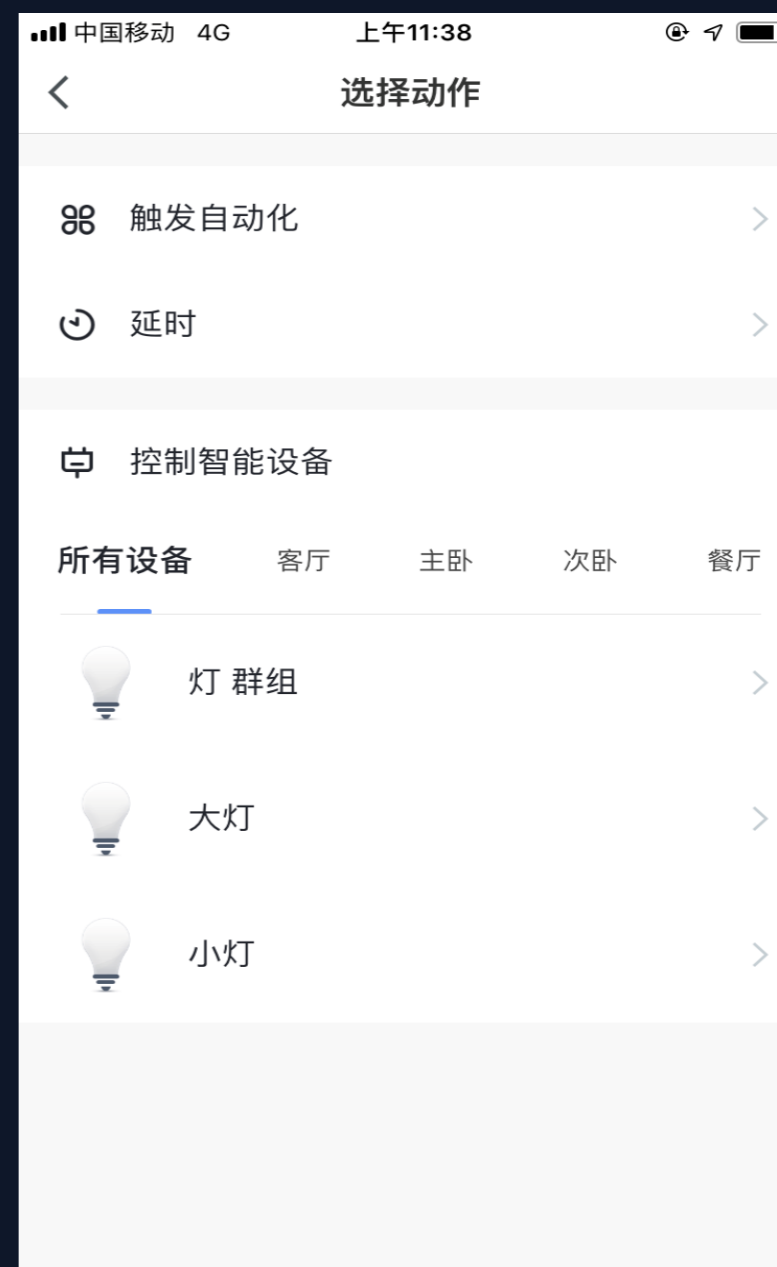 中国移动 4G 上午11:38
选择动作
触发自动化
延时
控制智能设备
所有设备 客厅 主卧 次卧 餐厅
灯 群组
大灯
小灯